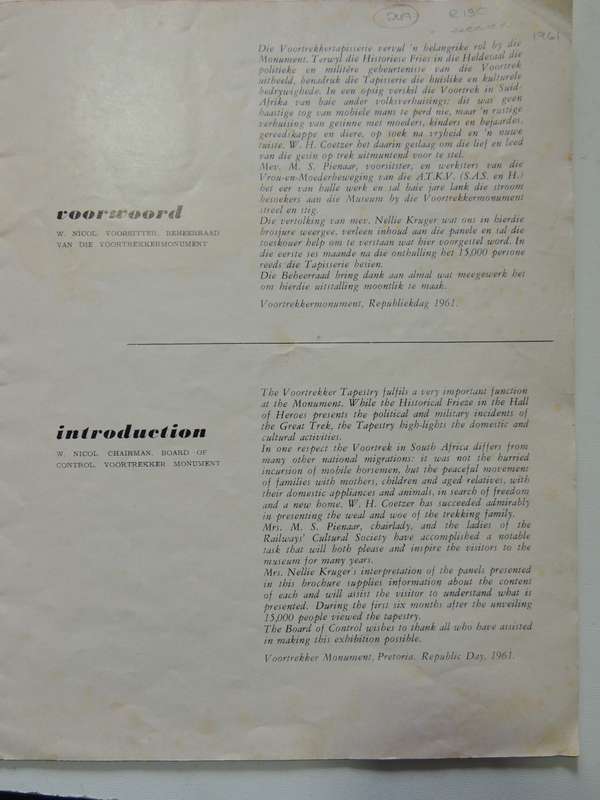 R 19C
1961
Die Voortrekkertapisserie vervul 'n belangrike rol by die
Monument. Terwyl die Historiese Fries in die Heldesaal die
politieke en militêre gebeurtenisse van die Voortrek
uitbeeld, benadruk die Tapisserie die huislike en kulturele
bedrywighede. In een opsig verskil die Voortrek in Suid-
Afrika van baie ander volksverhuisings: dit was geen
haastige tog van mobiele mans te perd nie, maar 'n rustige
verhuising van gesinne met moeders, kinders en bejaardes,
gereedskappe en diere, op soek na vryheid en 'n nuwe
tuiste. W. H. Coetzer het daarin geslaag om die lief en leed
van die gesin op trek uitmuntend voor te stel.
Mev. M. S. Pienaar, voorsitster, en werksters van die
Vrou-en-Moederbeweging van die A.T.K.V. (S.A.S. en H.)
het eer van hulle werk en sal baie jare lank die stroom
besoekers aan die Museum by die Voortrekkermonument
streel en stig.
Die vertolking van mev. Nellie Kruger wat ons in hierdie
brosjure weergee, verleen inhoud aan die panele en sal die
toeskouer help om te verstaan wat hier voorgestel word. In
die eerste ses maande na die onthulling het 15,000 persone
reeds die Tapisserie besien.
Die Beheerraad bring dank aan almal wat meegewerk het
om hierdie uitstalling moontlik te maak.
Voortrekkermonument, Republiekdag 1961.
voorwoord
W. NICOL VOORSITTER, BEHEERRAAD
VAN DIE VOORTREKKERMONUMENT
The Voortrekker Tapestry fulfils a very important function
at the Monument. While the Historical Frieze in the Hall
of Heroes presents the political and military incidents of
the Great Trek, the Tapestry high-lights the domestic and
cultural activities.
In one respect the Voortrek in South Africa differs from
many other national migrations: it was not the hurried
incursion of mobile horsemen, but the peaceful movement
of families with mothers, children and aged relatives, with
their domestic appliances and animals, in search of freedom
and a new home. W. H. Coetzer has succeeded admirably
in presenting the weal and woe of the trekking family.
Mrs. M. S. Pienaar, chairlady, and the ladies of the
Railways' Cultural Society have accomplished a notable
task that will both please and inspire the visitors to the
museum for many years.
Mrs. Nellie Kruger's interpretation of the panels presented
in this brochure supplies information about the content
of each and will assist the visitor to understand what is
presented. During the first six months after the unveiling
15,000 people viewed the tapestry.
The Board of Control wishes to thank all who have assisted
in making this exhibition possible.
Voortrekker Monument, Pretoria. Republic Day, 1961.
introduction
W. NICOL CHAIRMAN, BOARD OF
CONTROL, VOORTREKKER MONUMENT